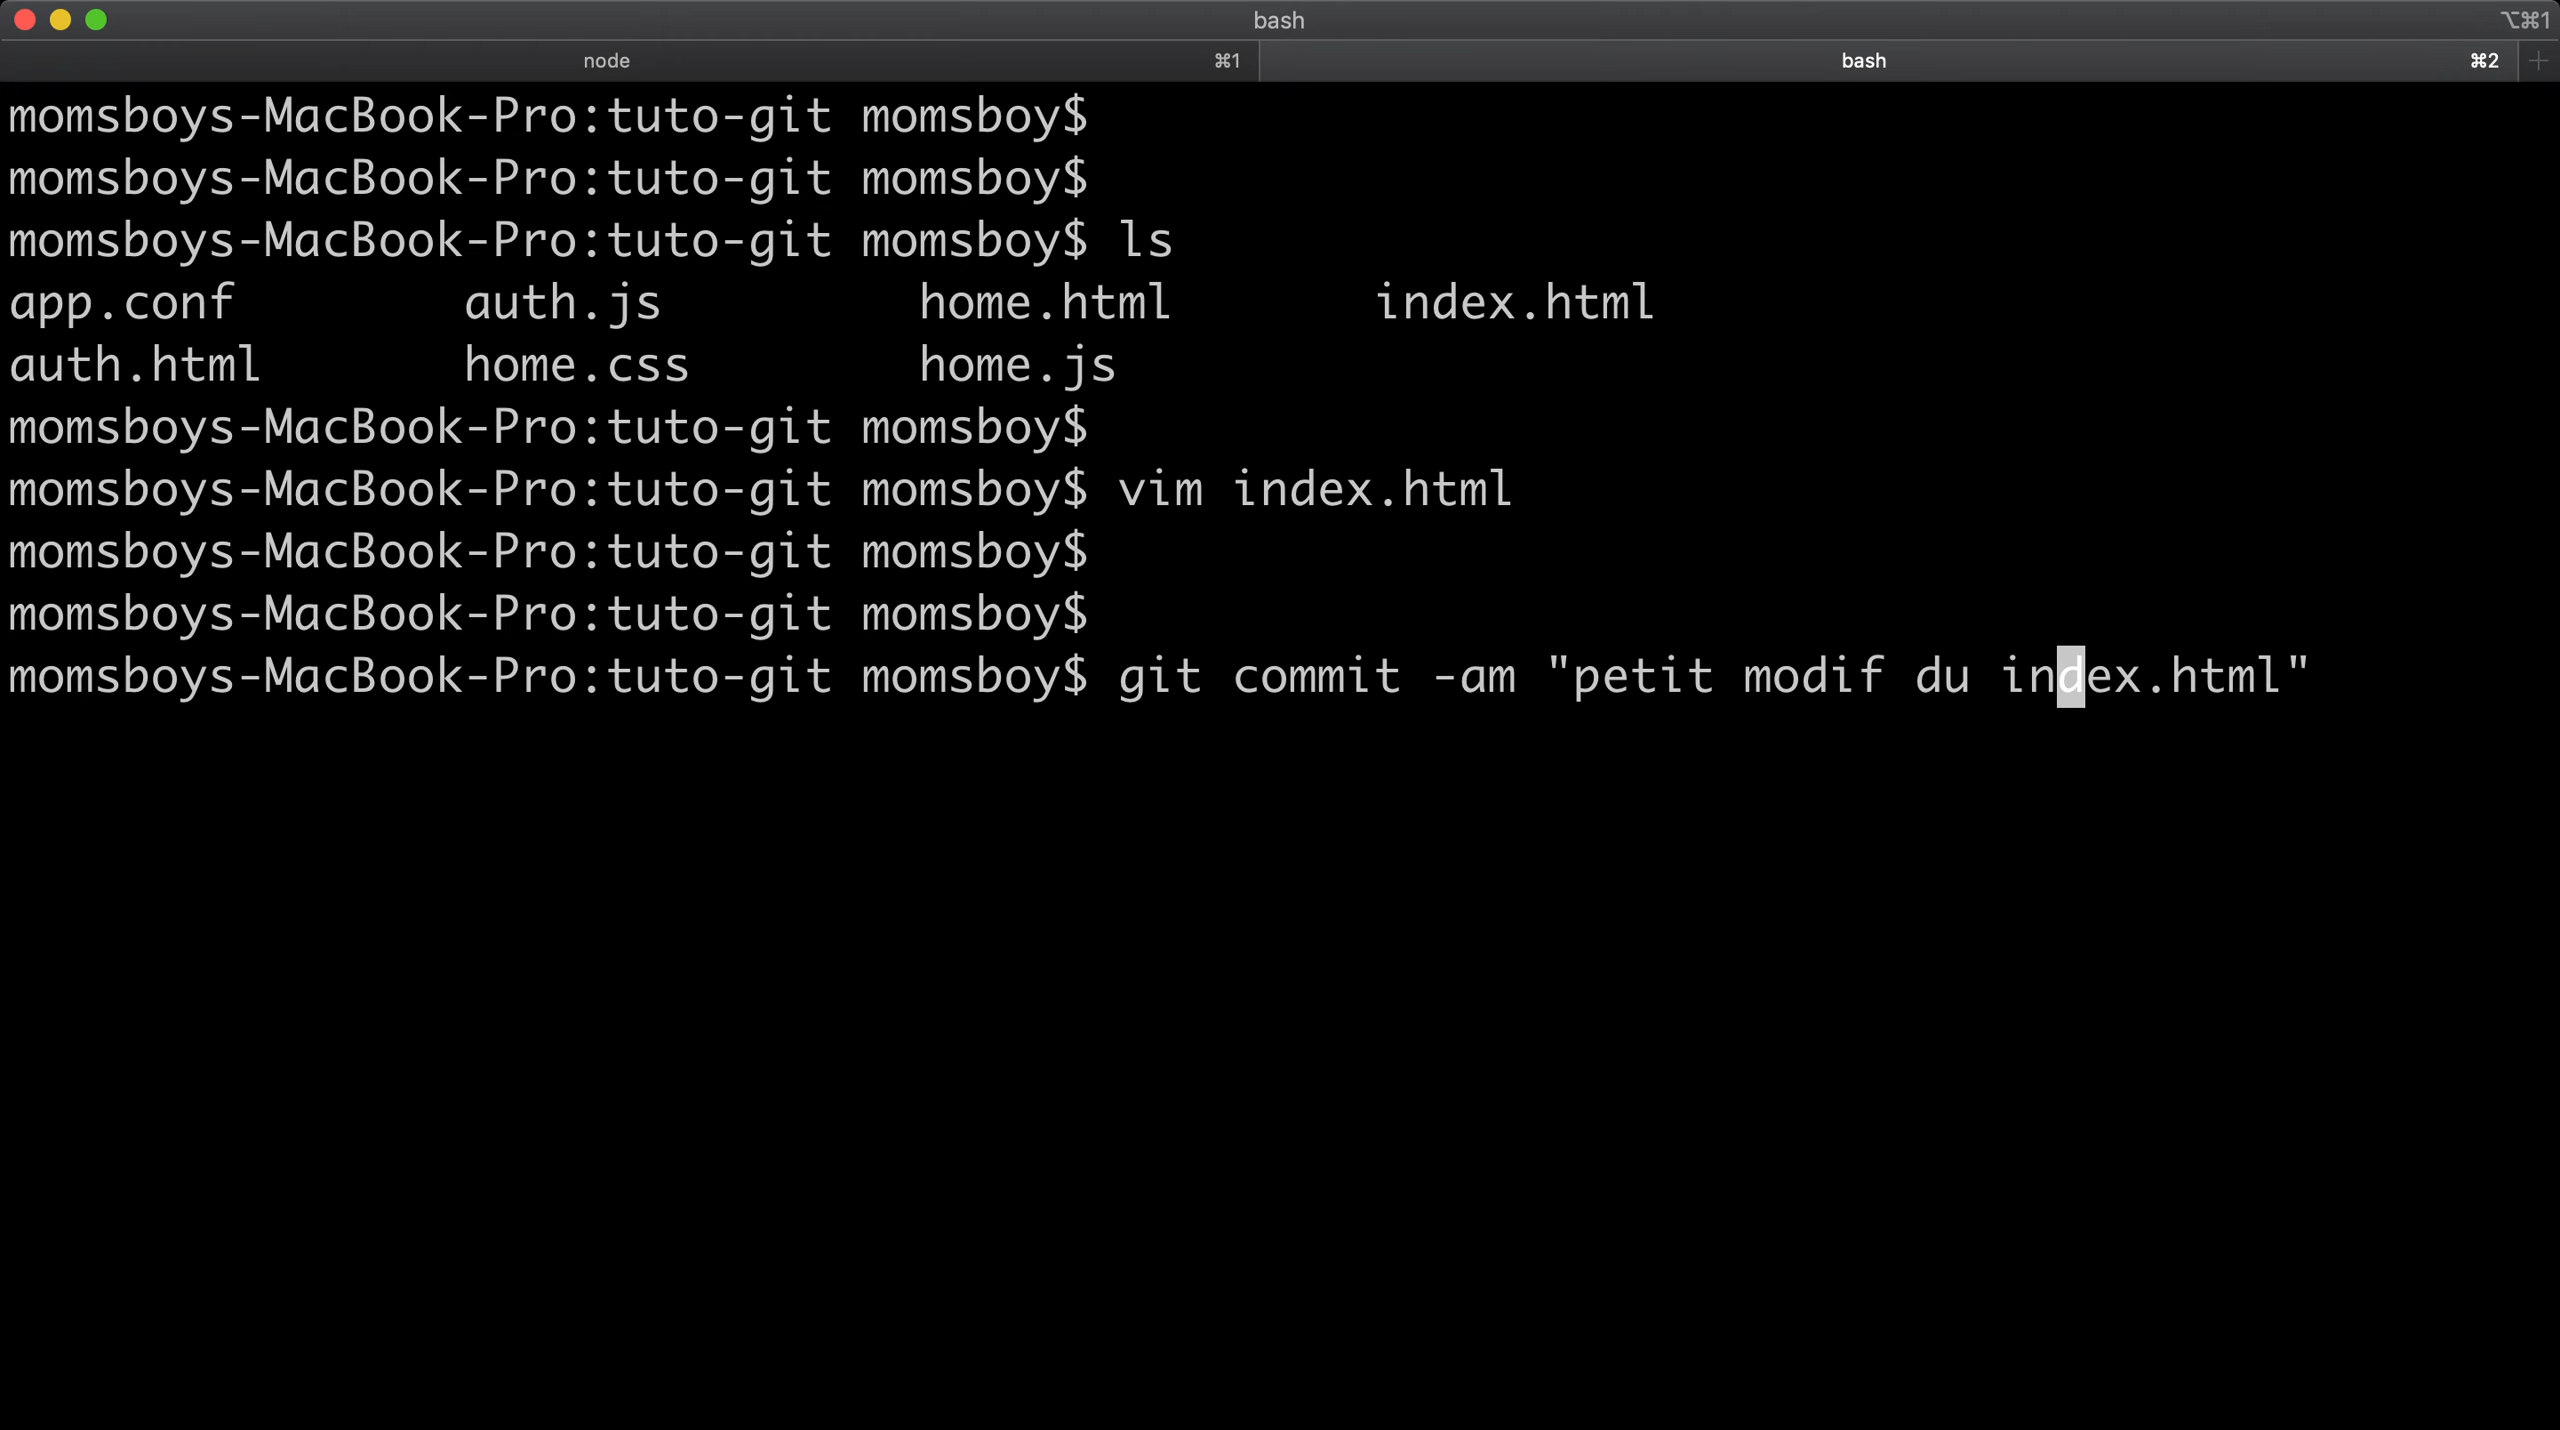 bash ⌥⌘1
node ⌘1 bash ⌘2 +
momsboys-MacBook-Pro:tuto-git momsboy$
momsboys-MacBook-Pro:tuto-git momsboy$
momsboys-MacBook-Pro:tuto-git momsboy$ ls
app.conf auth.js home.html index.html
auth.html home.css home.js
momsboys-MacBook-Pro:tuto-git momsboy$
momsboys-MacBook-Pro:tuto-git momsboy$ vim index.html
momsboys-MacBook-Pro:tuto-git momsboy$
momsboys-MacBook-Pro:tuto-git momsboy$
momsboys-MacBook-Pro:tuto-git momsboy$ git commit -am "petit modif du index.html"